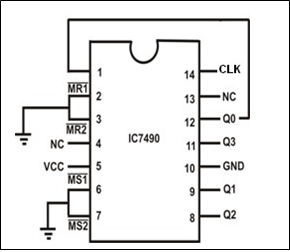 1 14 CLK
MR1 2 13 NC
3 12 Q0
MR2
IC7490
NC 4 11 Q3
VCC 5 10 GND
MS1
6 9 Q1
7 8 Q2
MS2